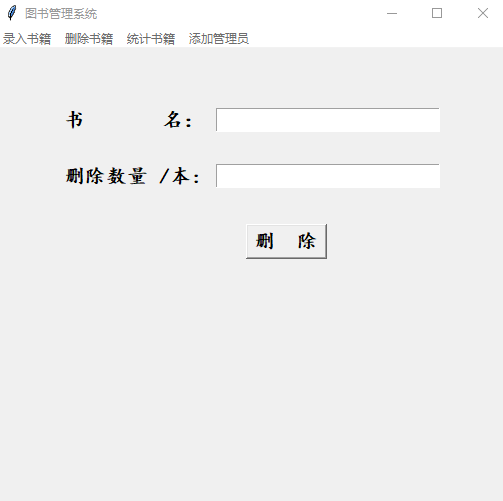 图书管理系统
录入书籍 删除书籍 统计书籍 添加管理员
书 名：
删除数量 /本：
删 除